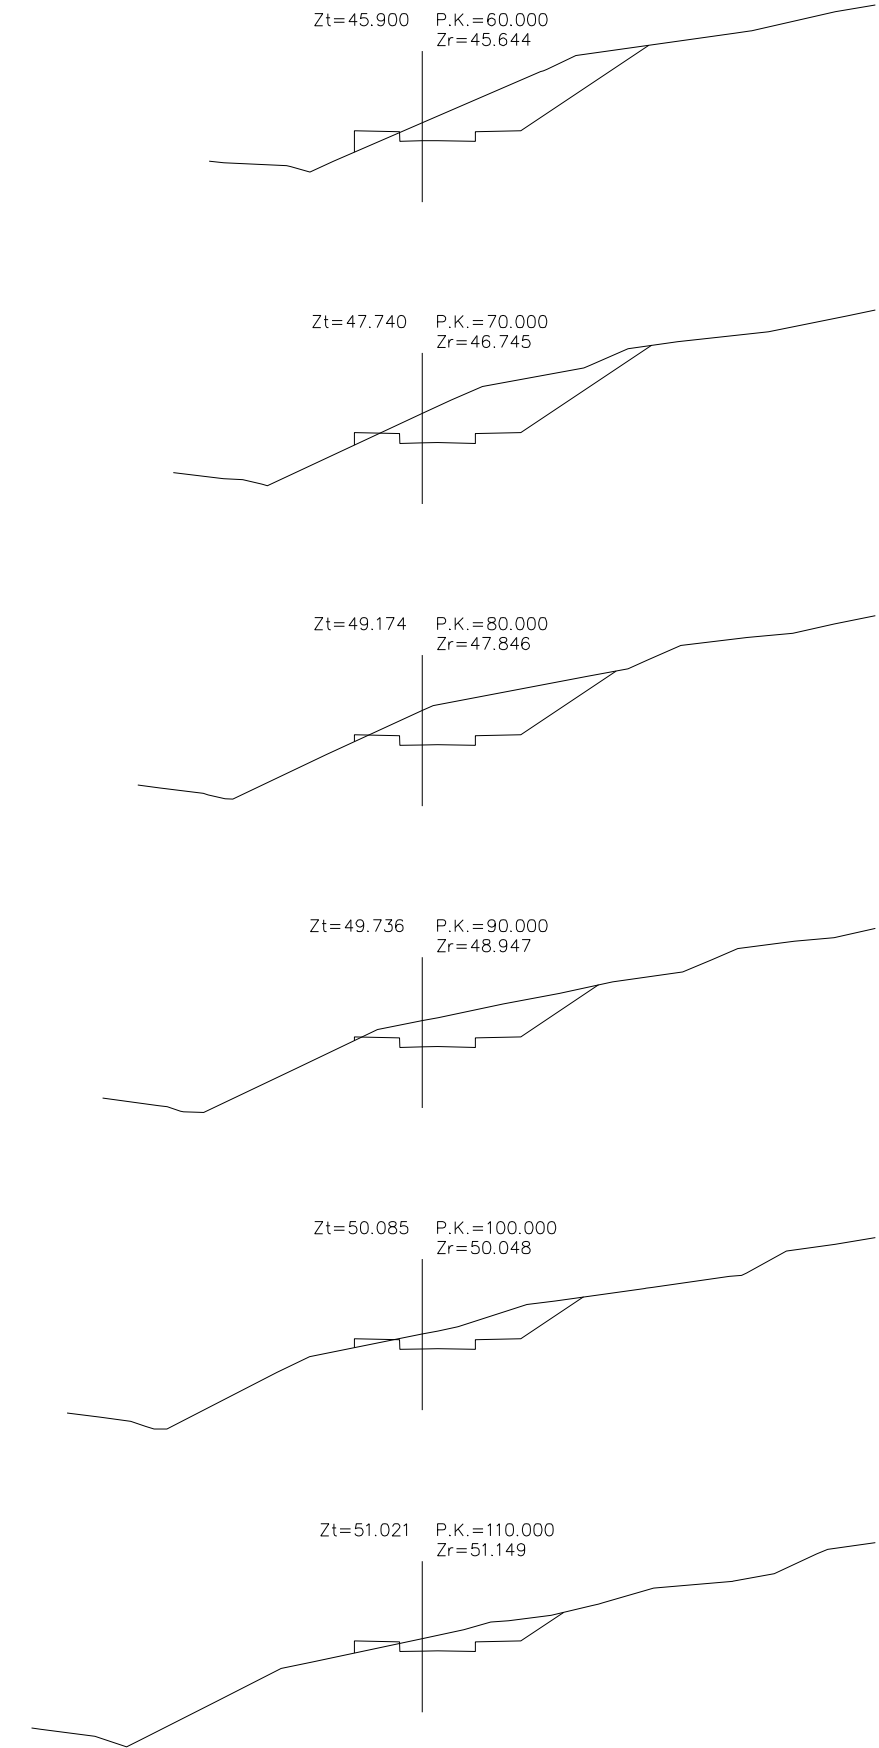 Zt=45.900 P.K.=60.000
Zr=45.644
Zt=47.740 P.K.=70.000
Zr=46.745
Zt=49.174 P.K.=80.000
Zr=47.846
Zt=49.736 P.K.=90.000
Zr=48.947
Zt=50.085 P.K.=100.000
Zr=50.048
Zt=51.021 P.K.=110.000
Zr=51.149